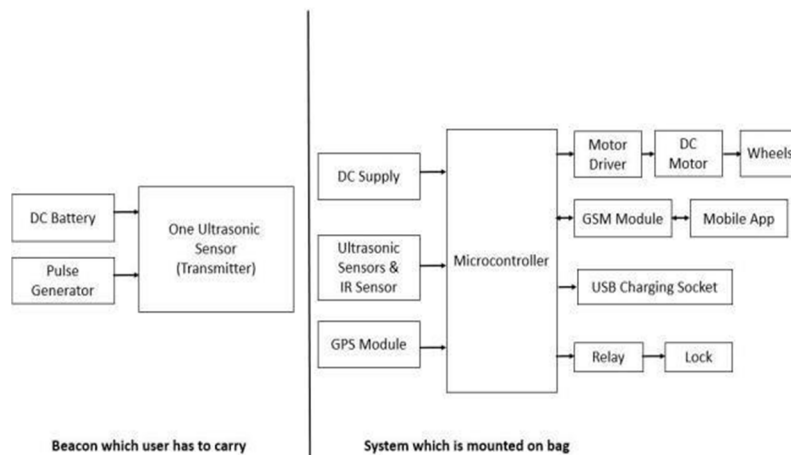 DC Battery
Pulse
Generator
One Ultrasonic
Sensor
(Transmitter)
Beacon which user has to carry
DC Supply
Ultrasonic
Sensors &
IR Sensor
GPS Module
Microcontroller
Motor
Driver
DC
Motor
Wheels
GSM Module
Mobile App
USB Charging Socket
Relay
Lock
System which is mounted on bag